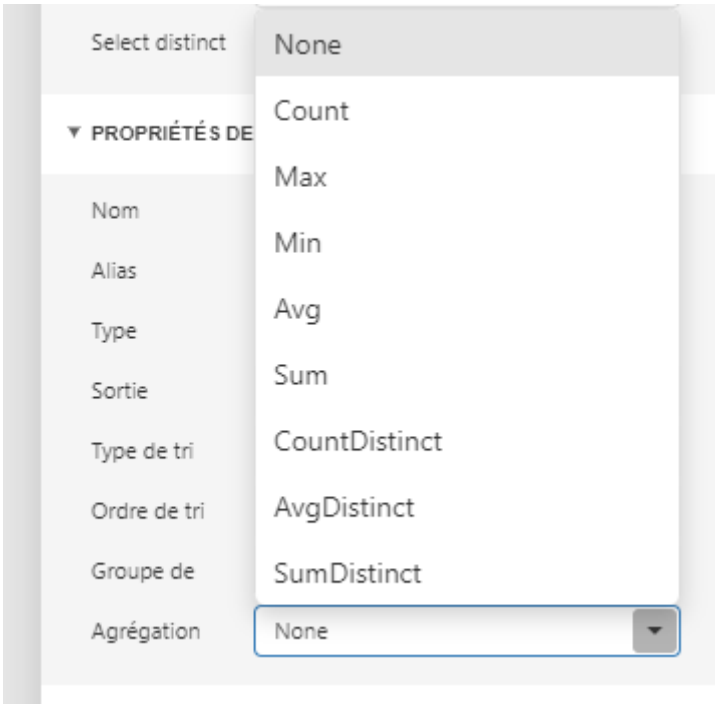 Select distinct
None
Count
▼ PROPRIÉTÉS DE
Max
Nom
Min
Alias
Avg
Type
Sum
Sortie
CountDistinct
Type de tri
AvgDistinct
Ordre de tri
SumDistinct
Groupe de
Agrégation None